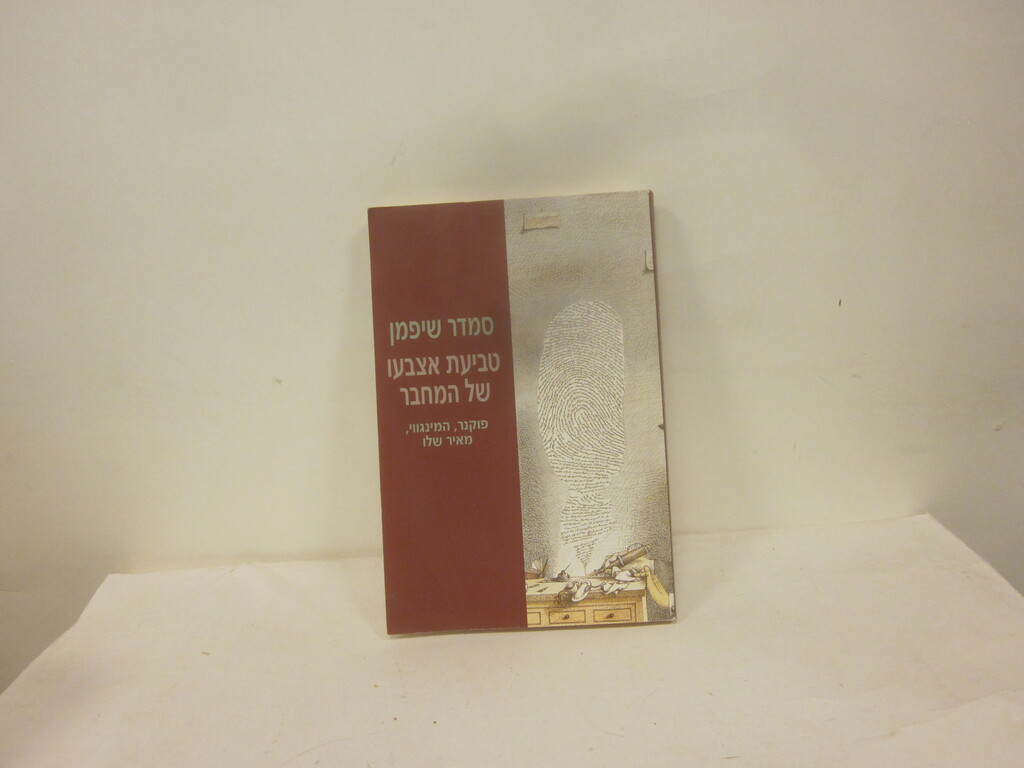 סמדר שיפמן
טביעת אצבעו
של המחבר
פוקנר, המינגווי,
מאיר שלו